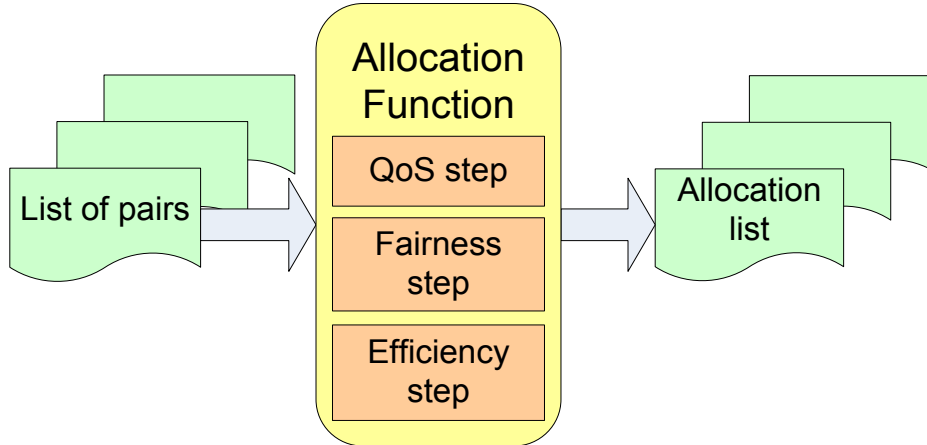 List of pairs
Allocation
Function
QoS step
Fairness
step
Efficiency
step
Allocation
list